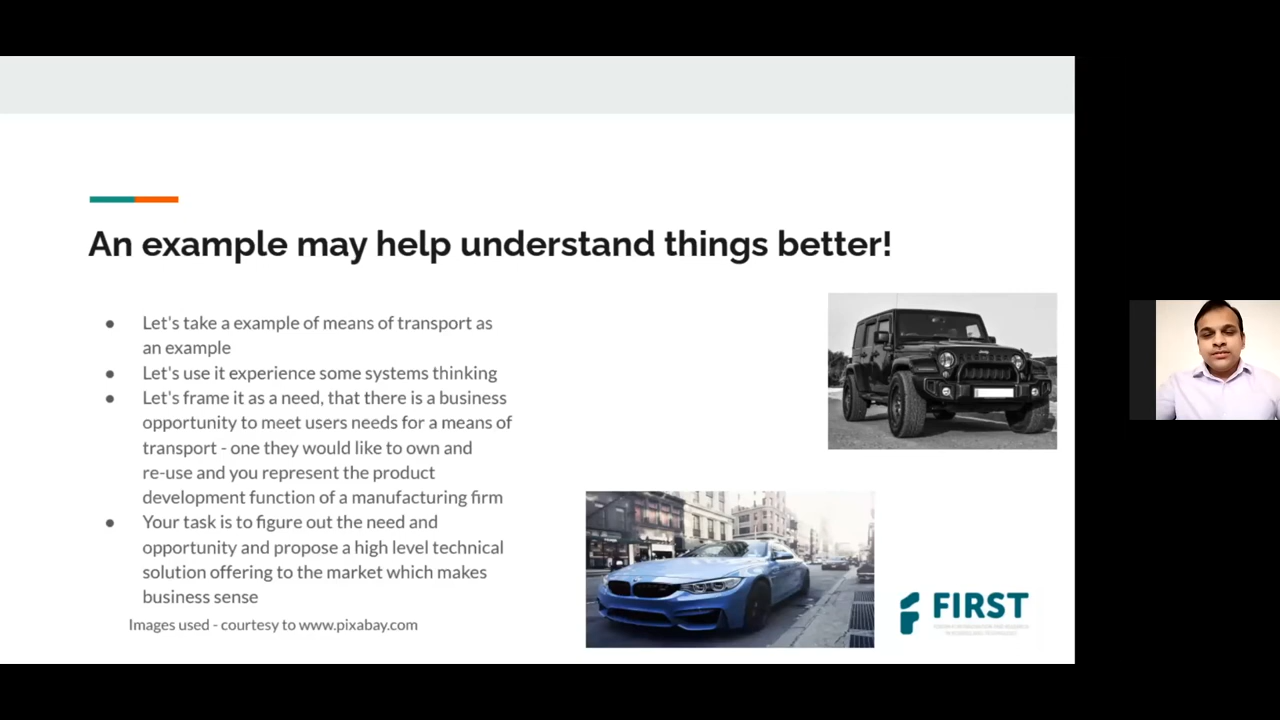 An example may help understand things better!
● Let's take a example of means of transport as
an example
● Let's use it experience some systems thinking
● Let's frame it as a need, that there is a business
opportunity to meet users needs for a means of
transport - one they would like to own and
re-use and you represent the product
development function of a manufacturing firm
● Your task is to figure out the need and
opportunity and propose a high level technical
solution offering to the market which makes
business sense
Images used - courtesy to www.pixabay.com
FIRST